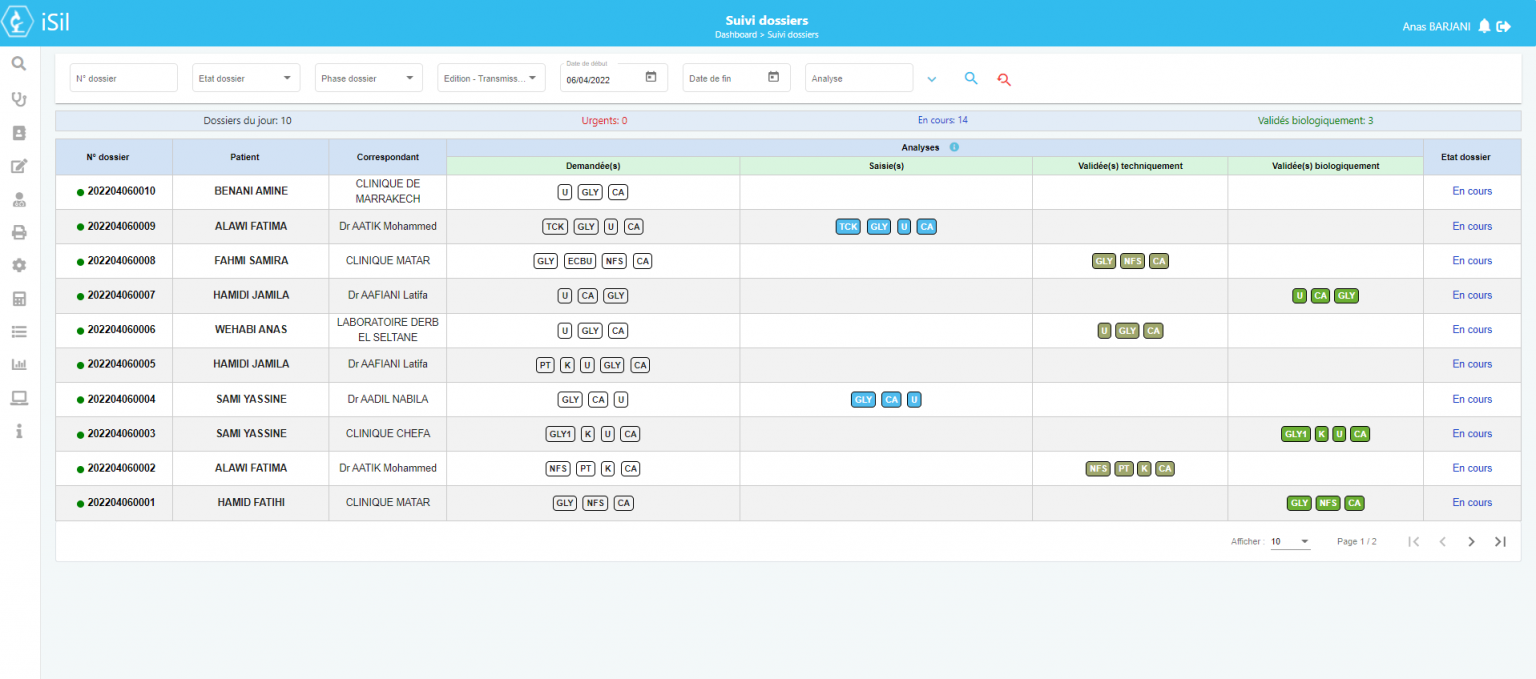 iSil
Suivi dossiers
Dashboard > Suivi dossiers
Anas BARJANI
N° dossier
Etat dossier
Phase dossier
Edition - Transmiss...
Date de début
06/04/2022
Date de fin
Analyse
Dossiers du jour: 10 Urgents: 0 En cours: 14 Validés biologiquement: 3
N° dossier Patient Correspondant Analyses Etat dossier
Demandée(s) Saisie(s) Validée(s) techniquement Validée(s) biologiquement
202204060010 BENANI AMINE CLINIQUE DE MARRAKECH U GLY CA En cours
202204060009 ALAWI FATIMA Dr AATIK Mohammed TCK GLY U CA TCK GLY U CA En cours
202204060008 FAHMI SAMIRA CLINIQUE MATAR GLY ECBU NFS CA GLY NFS CA En cours
202204060007 HAMIDI JAMILA Dr AAFIANI Latifa U CA GLY U CA GLY En cours
202204060006 WEHABI ANAS LABORATOIRE DERB EL SELTANE U GLY CA U GLY CA En cours
202204060005 HAMIDI JAMILA Dr AAFIANI Latifa PT K U GLY CA En cours
202204060004 SAMI YASSINE Dr AADIL NABILA GLY CA U GLY CA U En cours
202204060003 SAMI YASSINE CLINIQUE CHEFA GLY1 K U CA GLY1 K U CA En cours
202204060002 ALAWI FATIMA Dr AATIK Mohammed NFS PT K CA NFS PT K CA En cours
202204060001 HAMID FATIHI CLINIQUE MATAR GLY NFS CA GLY NFS CA En cours
Afficher : 10 Page 1 / 2